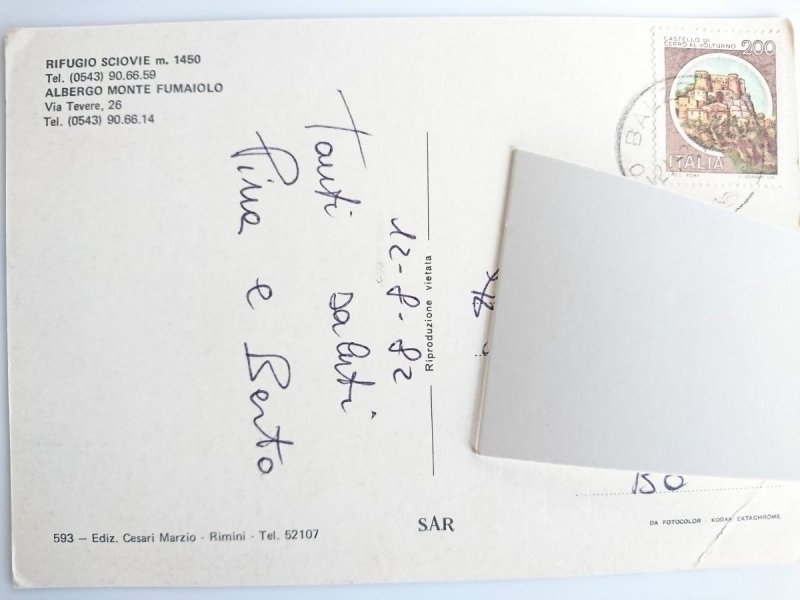 RIFUGIO SCIOVIE m. 1450
Tel. (0543) 90.66.59
ALBERGO MONTE FUMAIOLO
Via Tevere, 26
Tel. (0543) 90.66.14
12-8-82
Tanti saluti
Pina e Berto
Riproduzione vietata
CASTELLO DI
CERRO AL VOLTURNO
200
ITALIA
BO
593 — Ediz. Cesari Marzio - Rimini - Tel. 52107
SAR
DA FOTOCOLOR - KODAK EKTACHROME